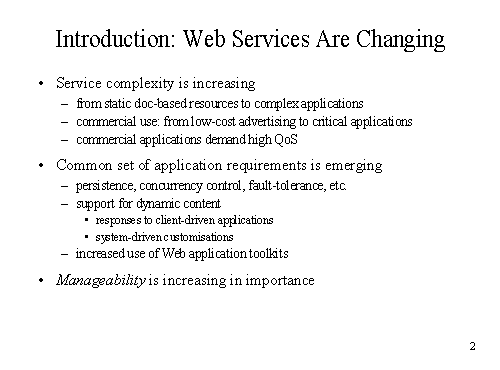 Introduction: Web Services Are Changing
• Service complexity is increasing
– from static doc-based resources to complex applications
– commercial use: from low-cost advertising to critical applications
– commercial applications demand high QoS
• Common set of application requirements is emerging
– persistence, concurrency control, fault-tolerance, etc.
– support for dynamic content
• responses to client-driven applications
• system-driven customisations
– increased use of Web application toolkits
• Manageability is increasing in importance
2